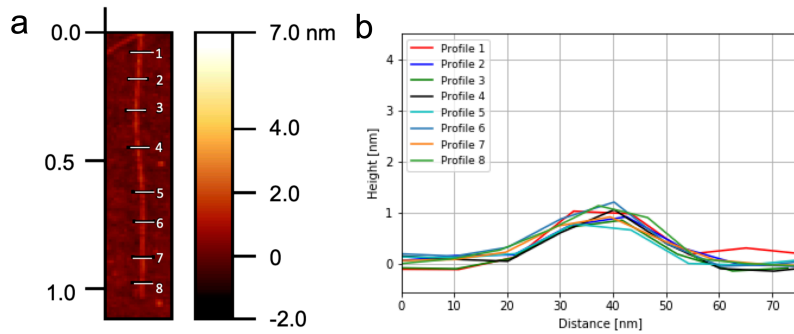 a
0.0
0.5
1.0
1
2
3
4
5
6
7
8
7.0 nm
4.0
2.0
0
-2.0
b
Height [nm]
4
3
2
1
0
Profile 1
Profile 2
Profile 3
Profile 4
Profile 5
Profile 6
Profile 7
Profile 8
0 10 20 30 40 50 60 70
Distance [nm]